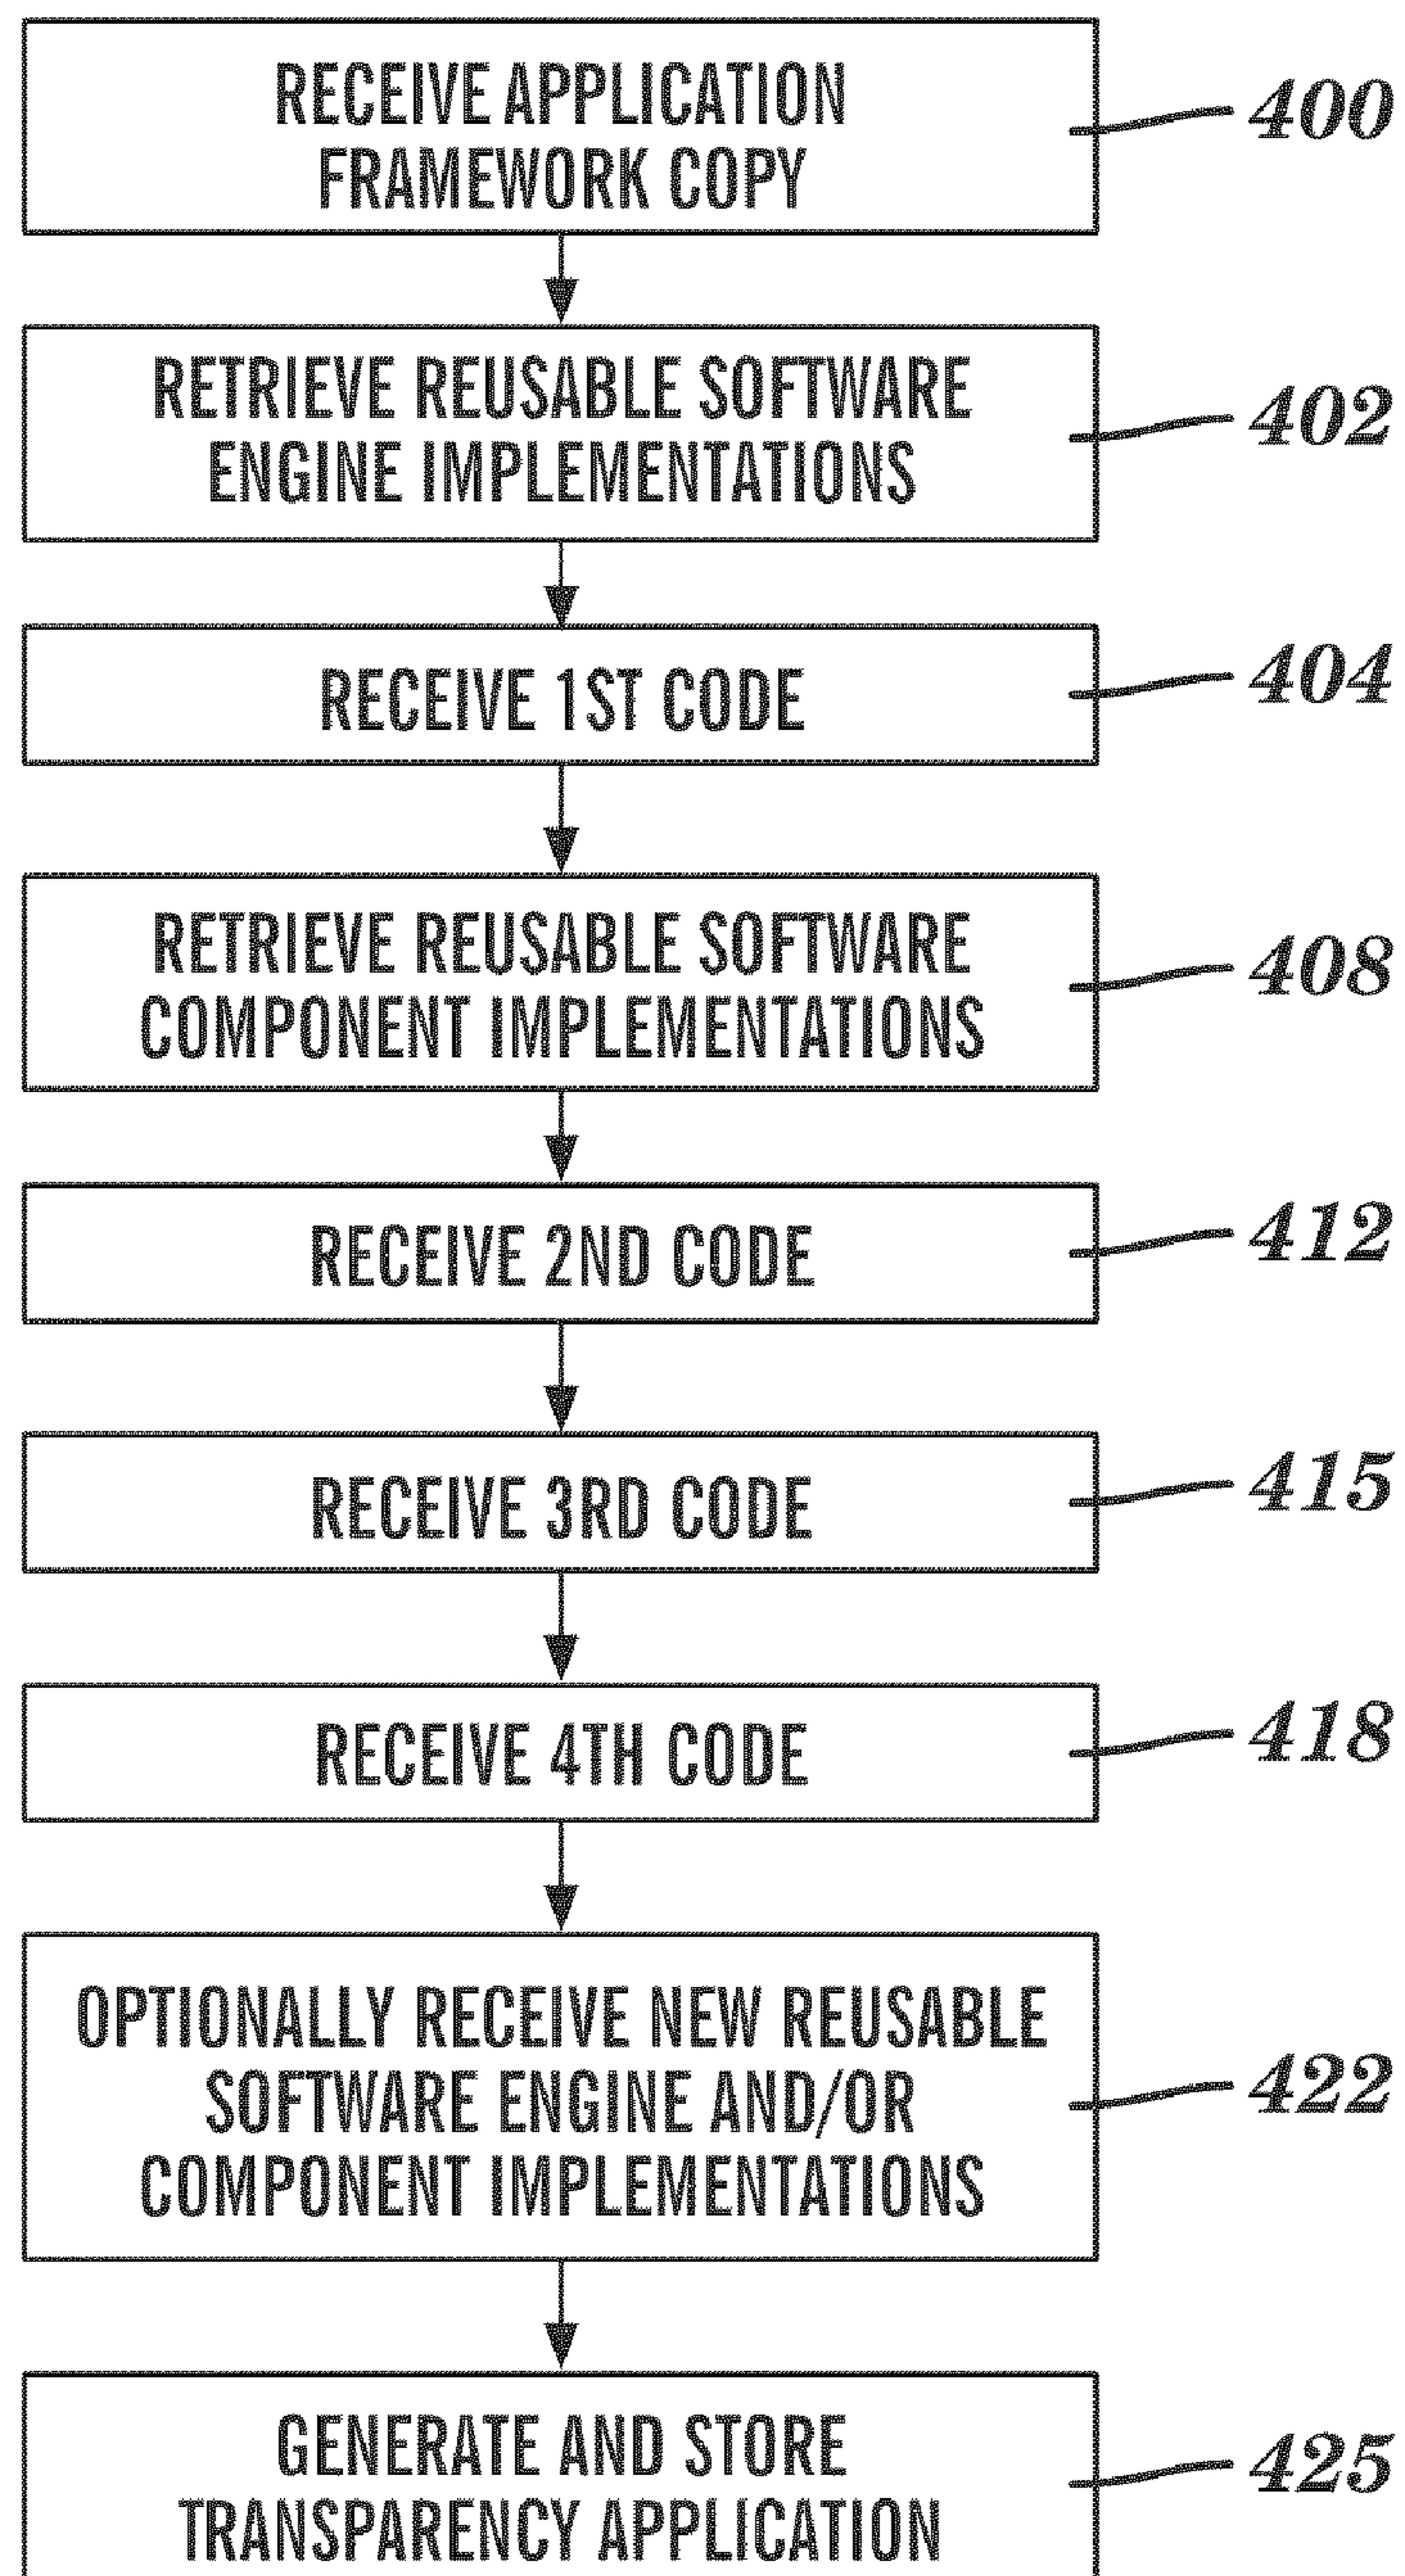 RECEIVE APPLICATION
FRAMEWORK COPY
400
RETRIEVE REUSABLE SOFTWARE
ENGINE IMPLEMENTATIONS
402
RECEIVE 1ST CODE
404
RETRIEVE REUSABLE SOFTWARE
COMPONENT IMPLEMENTATIONS
408
RECEIVE 2ND CODE
412
RECEIVE 3RD CODE
415
RECEIVE 4TH CODE
418
OPTIONALLY RECEIVE NEW REUSABLE
SOFTWARE ENGINE AND/OR
COMPONENT IMPLEMENTATIONS
422
GENERATE AND STORE
TRANSPARENCY APPLICATION
425